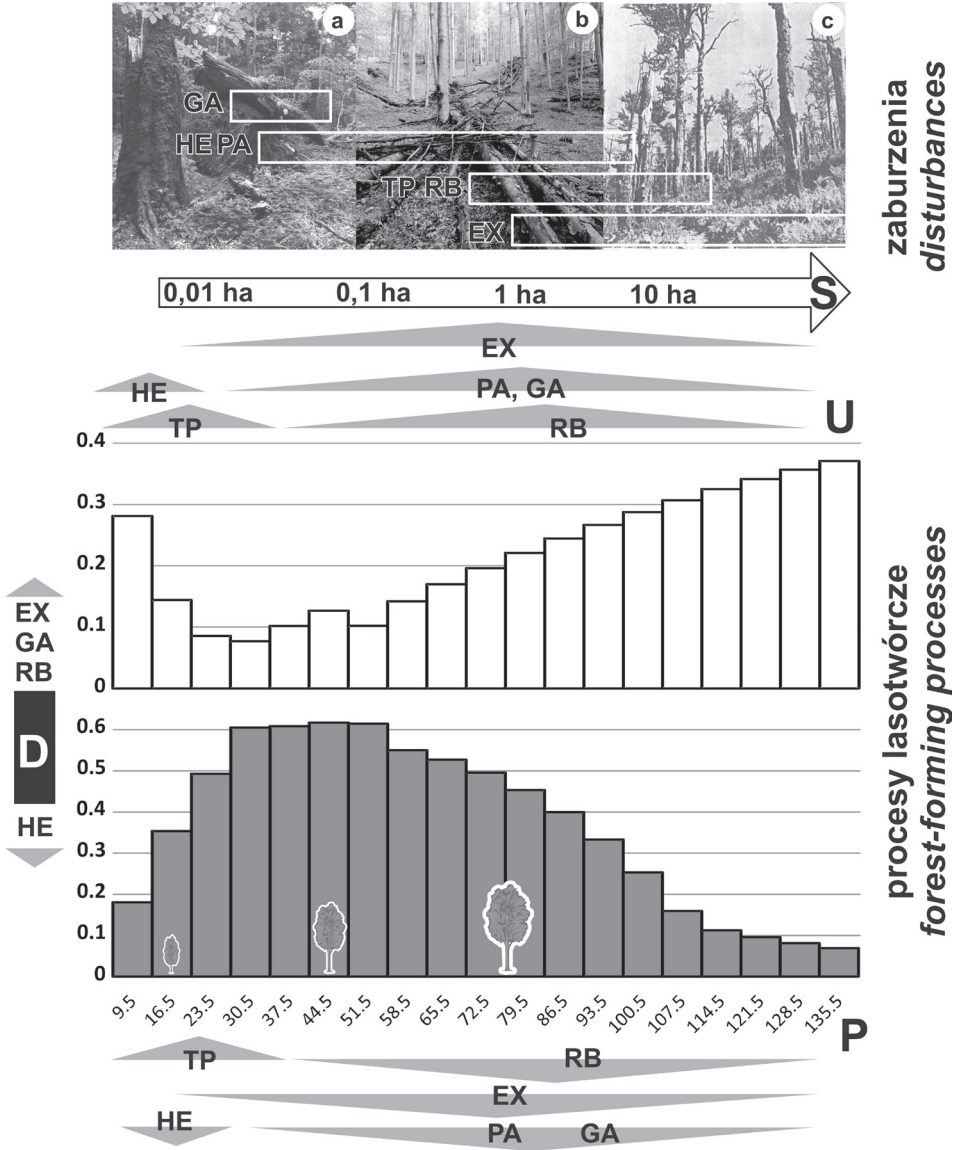 a b c
GA
HE PA
TP RB
EX
zaburzenia
disturbances
0,01 ha 0,1 ha 1 ha 10 ha S
EX
HE PA, GA
TP RB U
0.4
0.3
0.2
0.1
0
EX
GA
RB
D
HE
0.6
0.5
0.4
0.3
0.2
0.1
0
procesy lasotwórcze
forest-forming processes
9.5 16.5 23.5 30.5 37.5 44.5 51.5 58.5 65.5 72.5 79.5 86.5 93.5 100.5 107.5 114.5 121.5 128.5 135.5
P
TP RB
EX
HE
PA GA